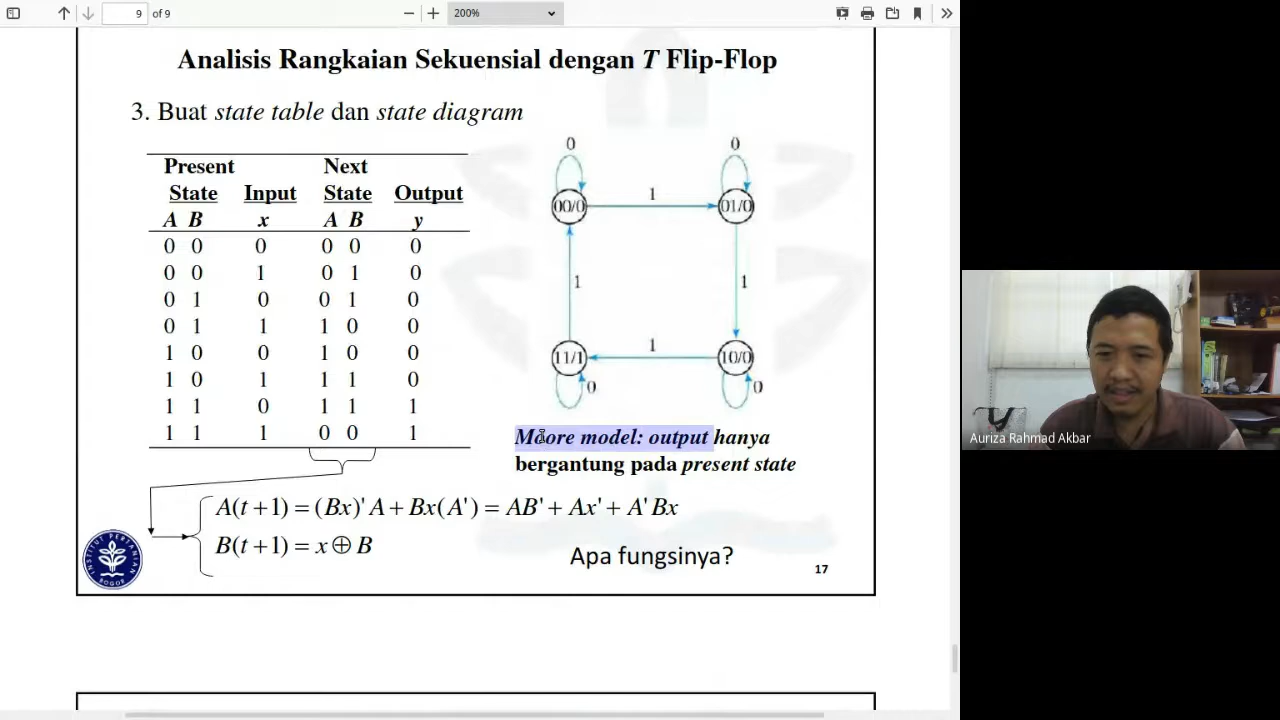 9 of 9
200%
Analisis Rangkaian Sekuensial dengan T Flip-Flop
3. Buat state table dan state diagram
Present Next
State Input State Output
A B x A B y
0 0 0 0 0 0
0 0 1 0 1 0
0 1 0 0 1 0
0 1 1 1 0 0
1 0 0 1 0 0
1 0 1 1 1 0
1 1 0 1 1 1
1 1 1 0 0 1
0 0
00/0 1 01/0
1 1
11/1 1 10/0
0 0
Moore model: output hanya
bergantung pada present state
A(t+1) = (Bx)' A + Bx(A') = AB' + Ax' + A' Bx
B(t+1) = x ⊕ B
Apa fungsinya?
17
INSTITUT PERTANIAN
BOGOR
Auriza Rahmad Akbar